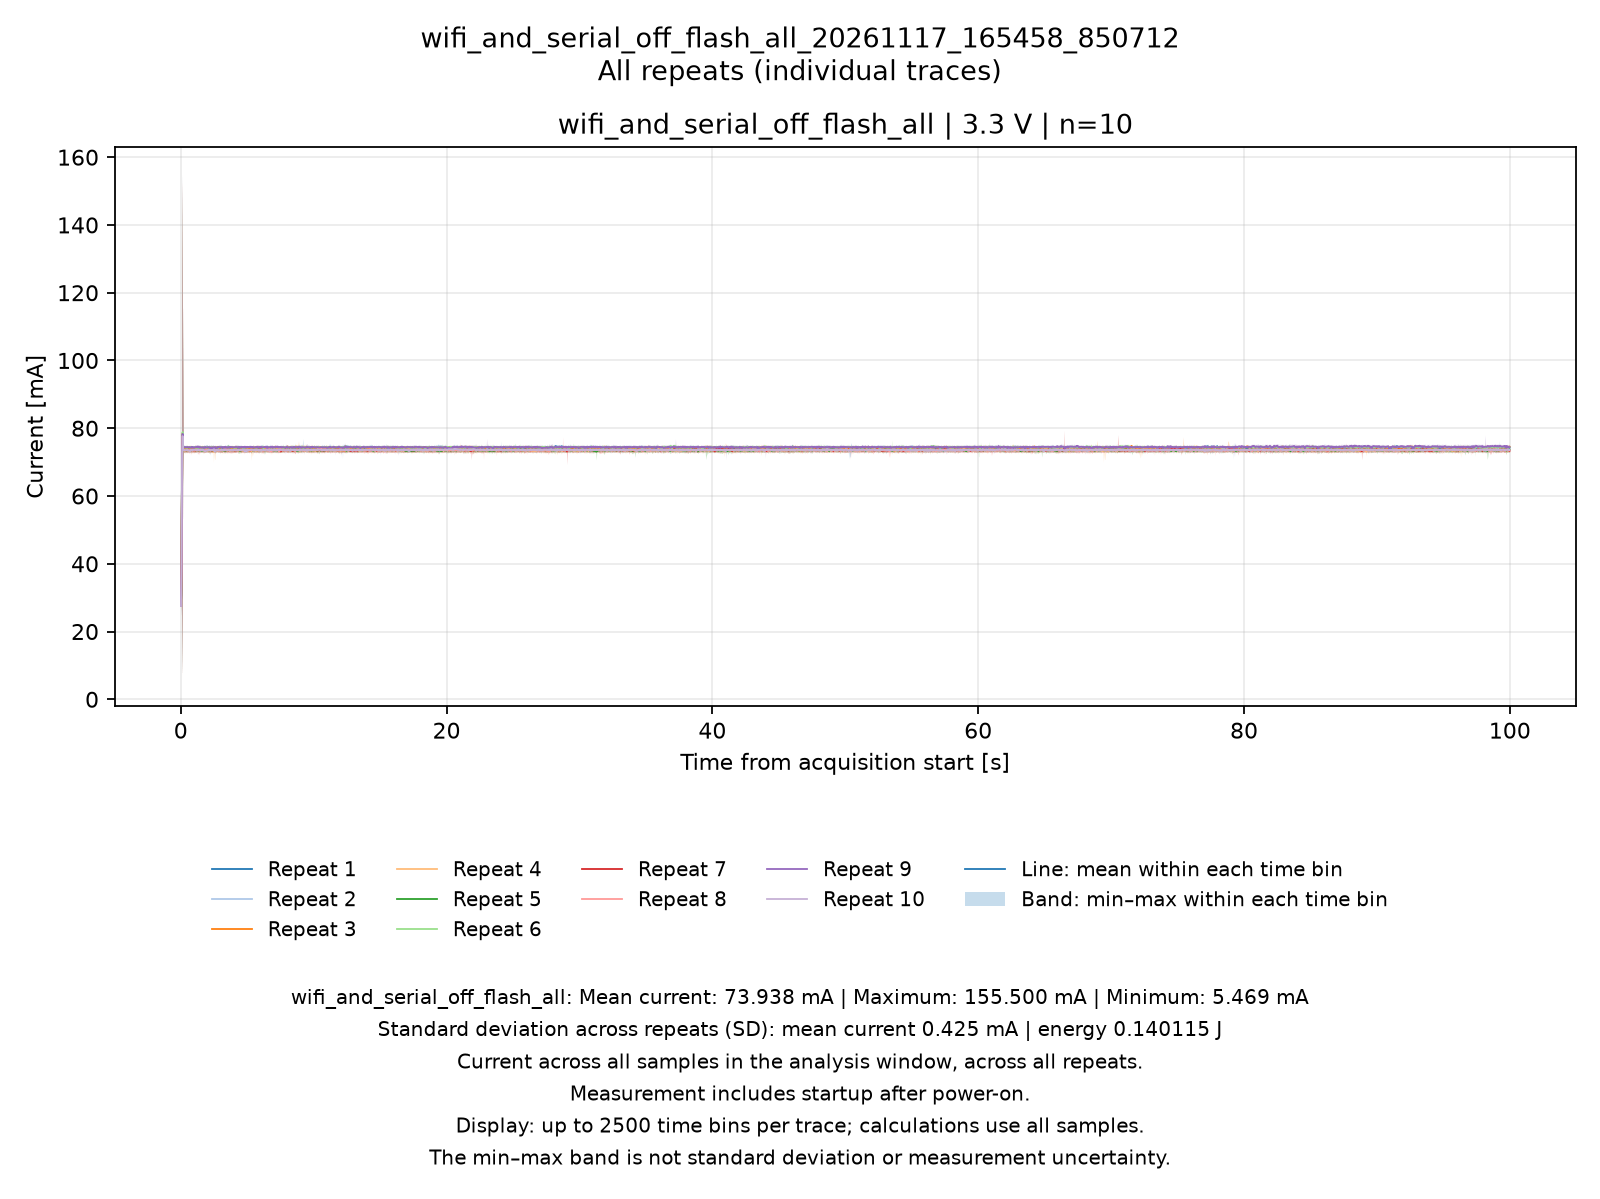 wifi_and_serial_off_flash_all_20261117_165458_850712
All repeats (individual traces)
wifi_and_serial_off_flash_all | 3.3 V | n=10
160
140
120
100
80
60
40
20
0
Current [mA]
0 20 40 60 80 100
Time from acquisition start [s]
Repeat 1 Repeat 4 Repeat 7 Repeat 9 Line: mean within each time bin
Repeat 2 Repeat 5 Repeat 8 Repeat 10 Band: min–max within each time bin
Repeat 3 Repeat 6
wifi_and_serial_off_flash_all: Mean current: 73.938 mA | Maximum: 155.500 mA | Minimum: 5.469 mA
Standard deviation across repeats (SD): mean current 0.425 mA | energy 0.140115 J
Current across all samples in the analysis window, across all repeats.
Measurement includes startup after power-on.
Display: up to 2500 time bins per trace; calculations use all samples.
The min–max band is not standard deviation or measurement uncertainty.